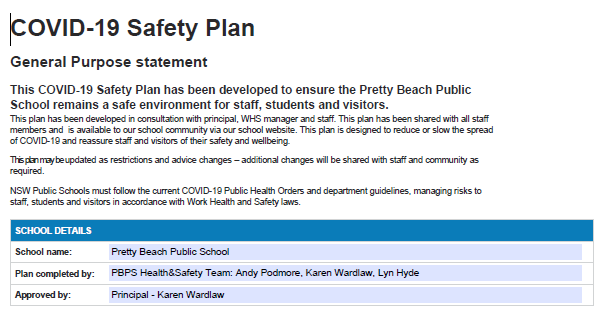 COVID-19 Safety Plan
General Purpose statement
This COVID-19 Safety Plan has been developed to ensure the Pretty Beach Public
School remains a safe environment for staff, students and visitors.
This plan has been developed in consultation with principal, WHS manager and staff. This plan has been shared with all staff
members and is available to our school community via our school website. This plan is designed to reduce or slow the spread
of COVID-19 and reassure staff and visitors of their safety and wellbeing.
This plan may be updated as restrictions and advice changes – additional changes will be shared with staff and community as
required.
NSW Public Schools must follow the current COVID-19 Public Health Orders and department guidelines, managing risks to
staff, students and visitors in accordance with Work Health and Safety laws.
SCHOOL DETAILS
School name: Pretty Beach Public School
Plan completed by: PBPS Health&Safety Team: Andy Podmore, Karen Wardlaw, Lyn Hyde
Approved by: Principal - Karen Wardlaw